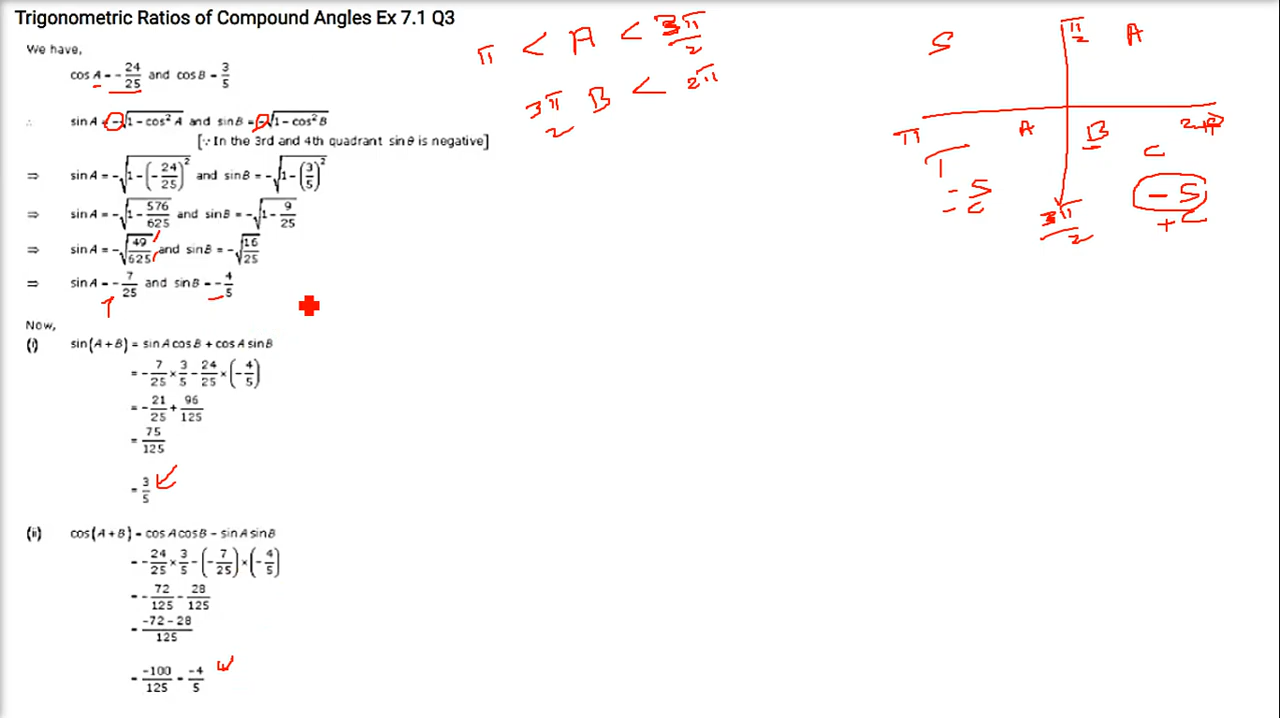 Trigonometric Ratios of Compound Angles Ex 7.1 Q3
We have,
cos A = -24/25 and cos B = 3/5
∴ sin A = -√(1 - cos² A) and sin B = -√(1 - cos² B)
[∵ In the 3rd and 4th quadrant sin θ is negative]
⇒ sin A = -√(1 - (-24/25)²) and sin B = -√(1 - (3/5)²)
⇒ sin A = -√(1 - 576/625) and sin B = -√(1 - 9/25)
⇒ sin A = -√(49/625) and sin B = -√(16/25)
⇒ sin A = -7/25 and sin B = -4/5
Now,
(i) sin(A + B) = sin A cos B + cos A sin B
= -7/25 × 3/5 - 24/25 × (-4/5)
= -21/25 + 96/125
= 75/125
= 3/5
(ii) cos(A + B) = cos A cos B - sin A sin B
= -24/25 × 3/5 - (-7/25) × (-4/5)
= -72/125 - 28/125
= (-72 - 28)/125
= -100/125 = -4/5
π < A < 3π/2
3π/2 B < 2π
S π/2 A
π A B 2π
T C
- S - S
- C + C
3π/2